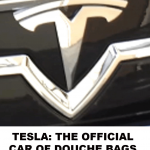 TESLA: THE OFFICIAL
CAR OF DOUCHE BAGS